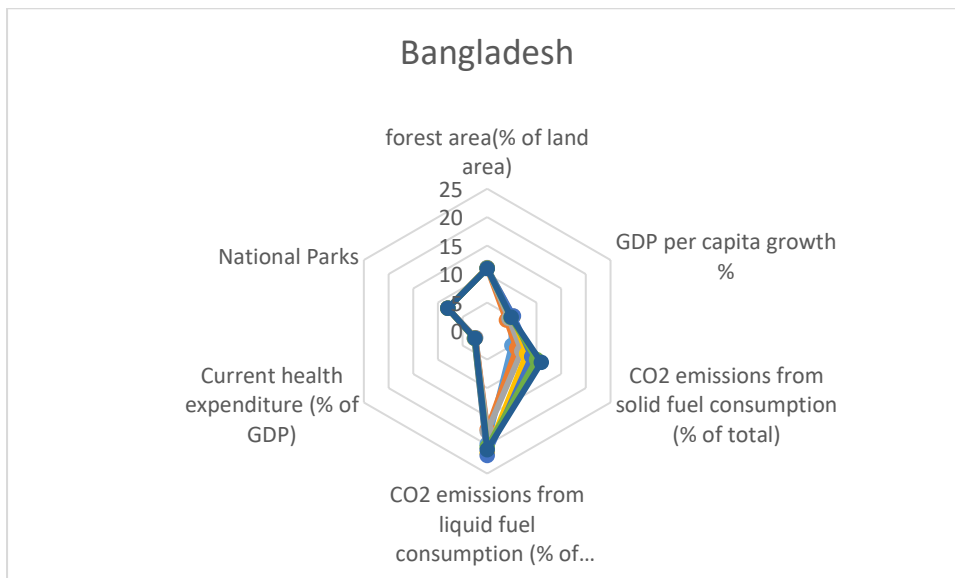 Bangladesh
forest area(% of land
area)
25
20
15
10
5
0
GDP per capita growth
%
CO2 emissions from
solid fuel consumption
(% of total)
CO2 emissions from
liquid fuel
consumption (% of…
Current health
expenditure (% of
GDP)
National Parks